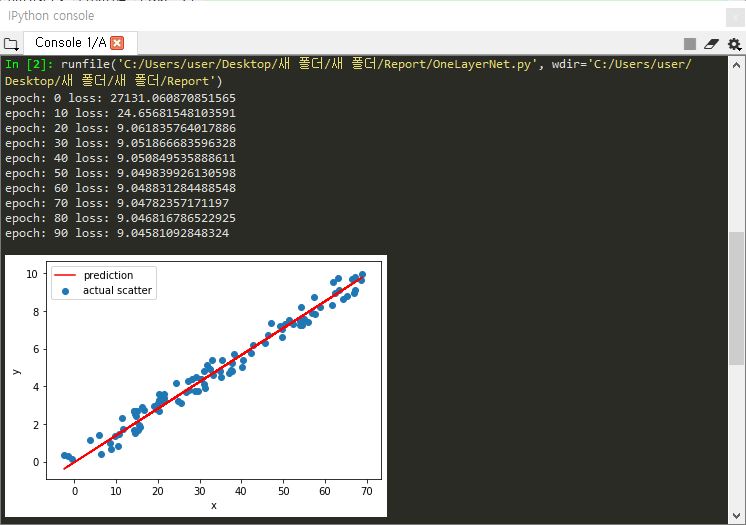 IPython console
Console 1/A
In [2]: runfile('C:/Users/user/Desktop/새 폴더/새 폴더/Report/OneLayerNet.py', wdir='C:/Users/user/
Desktop/새 폴더/새 폴더/Report')
epoch: 0 loss: 27131.060870851565
epoch: 10 loss: 24.65681548103591
epoch: 20 loss: 9.061835764017886
epoch: 30 loss: 9.051866683596328
epoch: 40 loss: 9.050849535888611
epoch: 50 loss: 9.049839926130598
epoch: 60 loss: 9.048831284488548
epoch: 70 loss: 9.04782357171197
epoch: 80 loss: 9.046816786522925
epoch: 90 loss: 9.04581092848324
prediction
actual scatter
10
8
6
4
2
0
y
0 10 20 30 40 50 60 70
x